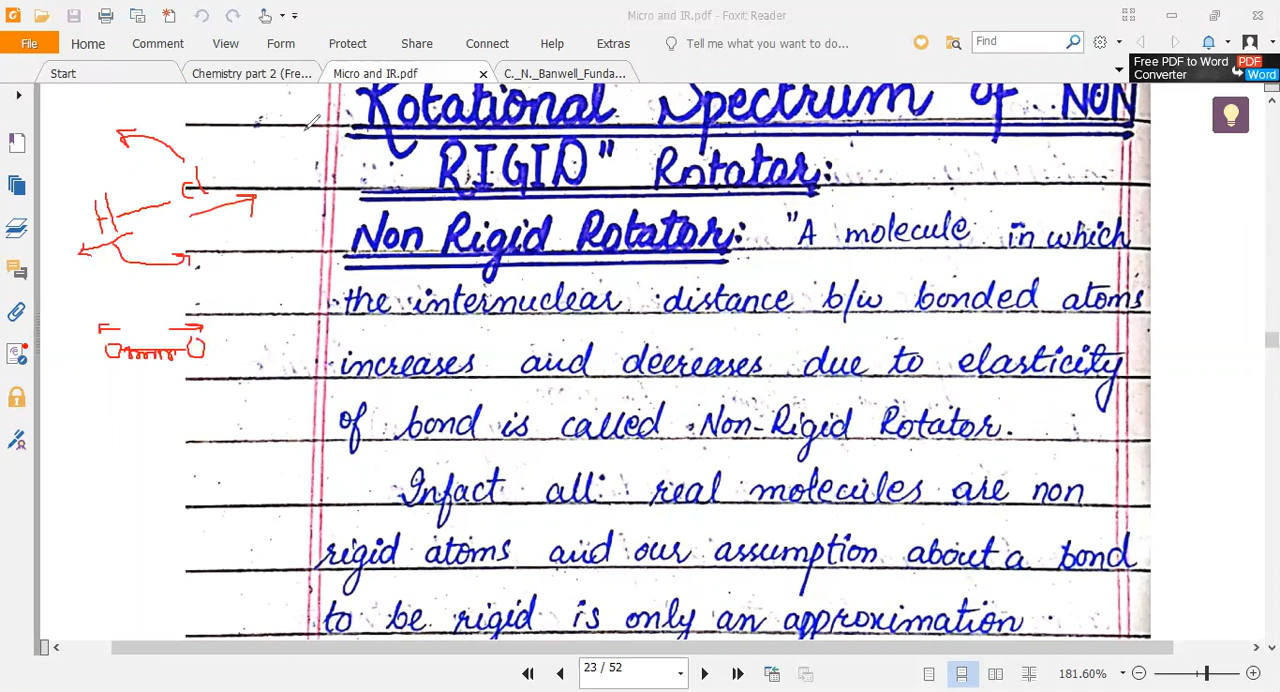 Micro and IR.pdf - Foxit Reader
File Home Comment View Form Protect Share Connect Help Extras Tell me what you want to do... Find
Free PDF to Word
Converter
PDF
Word
Start Chemistry part 2 (Fre... Micro and IR.pdf C._N._Banwell_Funda...
Rotational Spectrum of NON
RIGID" Rotator:
Non Rigid Rotator: "A molecule in which
the internuclear distance b/w bonded atoms
increases and decreases due to elasticity
of bond is called Non-Rigid Rotator.
Infact all real molecules are non
rigid atoms and our assumption about a bond
to be rigid is only an approximation.
H
cl
23 / 52
181.60%